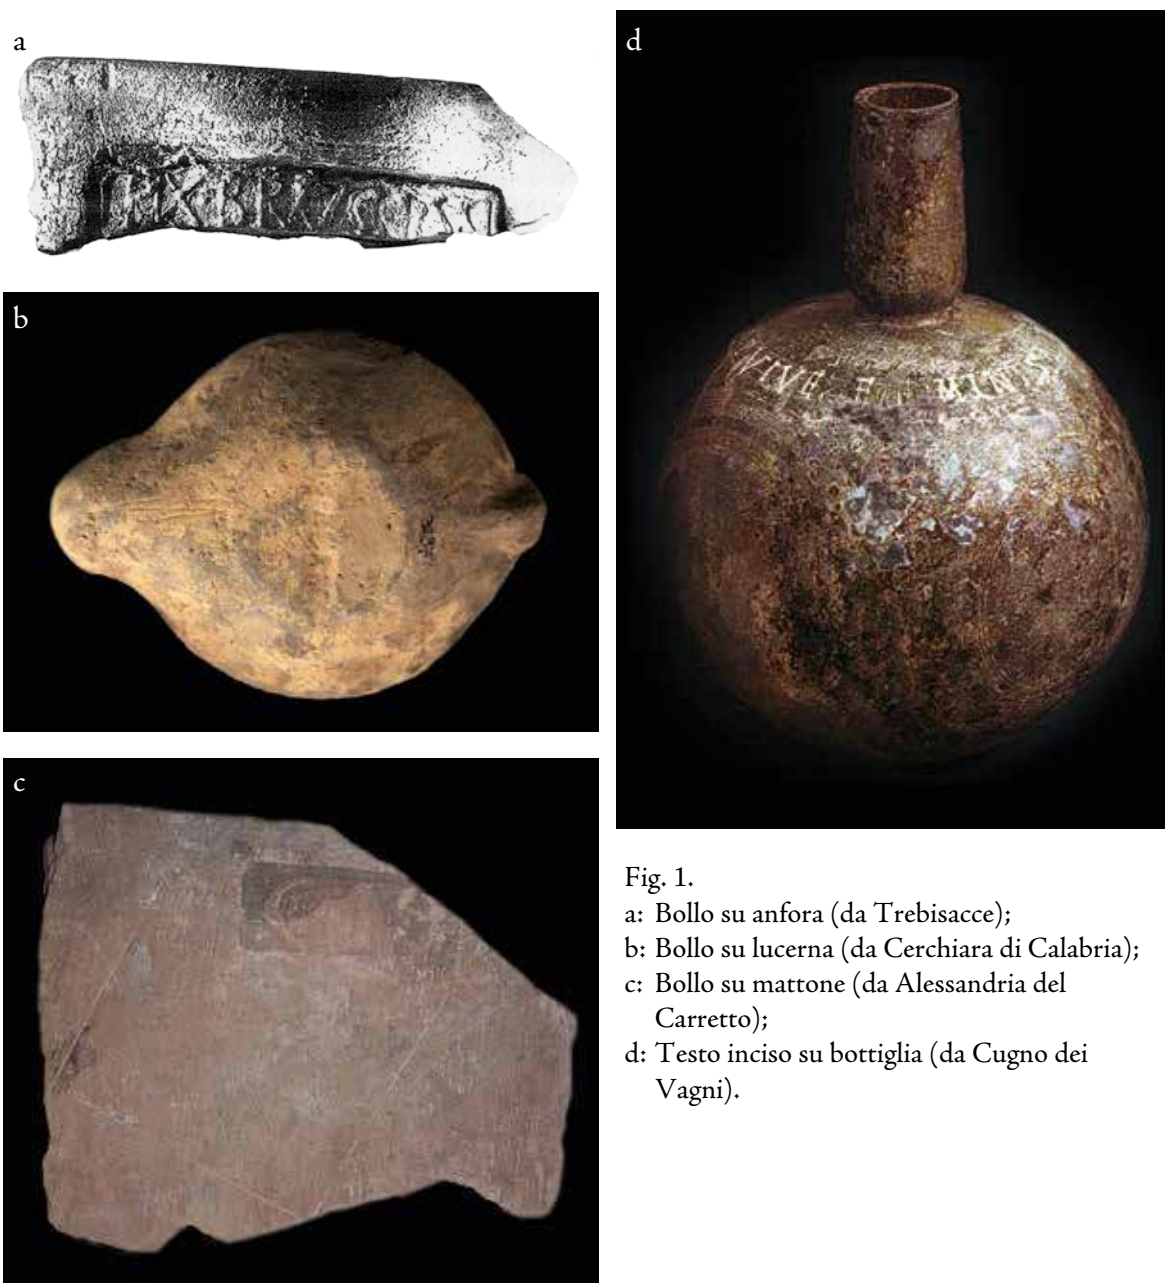 a
b
c
d
Fig. 1.
a: Bollo su anfora (da Trebisacce);
b: Bollo su lucerna (da Cerchiara di Calabria);
c: Bollo su mattone (da Alessandria del
Carretto);
d: Testo inciso su bottiglia (da Cugno dei
Vagni).